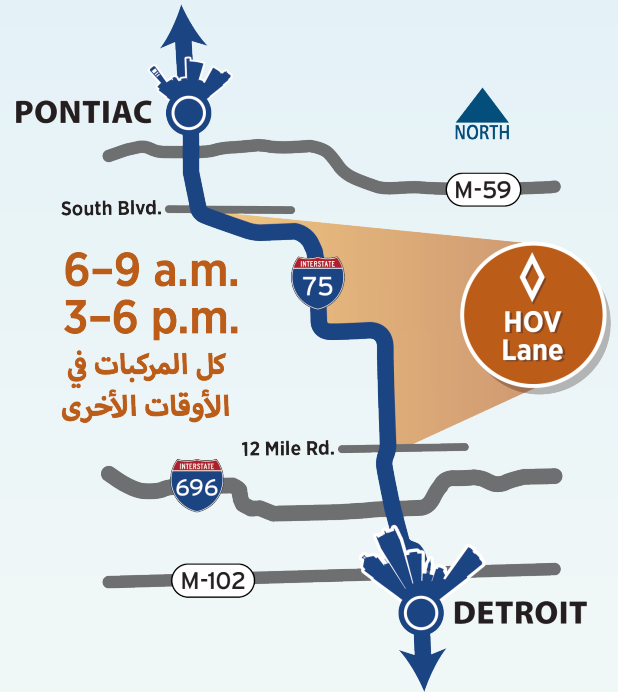 PONTIAC
NORTH
M-59
South Blvd.
6–9 a.m.
3–6 p.m.
كل المركبات في
الأوقات الأخرى
INTERSTATE
75
HOV
Lane
12 Mile Rd.
INTERSTATE
696
M-102
DETROIT